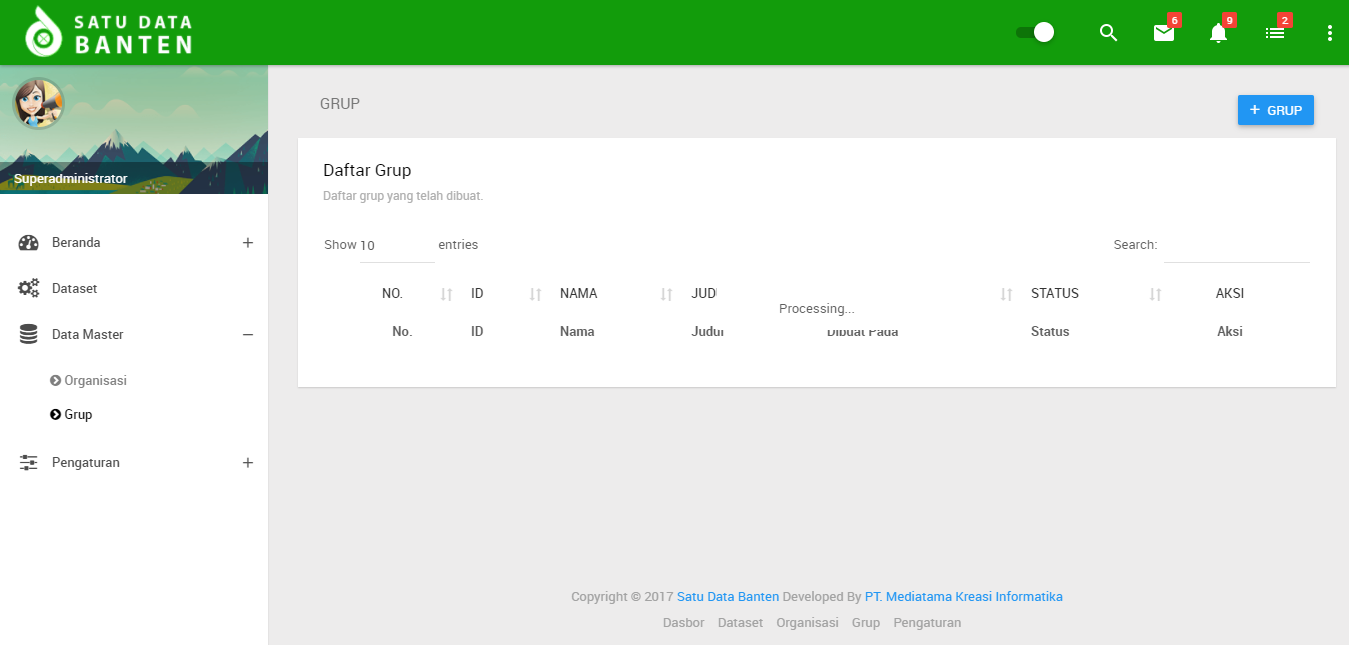 SATU DATA
BANTEN
6
9
2
Superadministrator
Beranda
Dataset
Data Master
Organisasi
Grup
Pengaturan
GRUP
+ GRUP
Daftar Grup
Daftar grup yang telah dibuat.
Show 10 entries
Search:
NO. ID NAMA JUD STATUS AKSI
Processing...
No. ID Nama Judul Dibuat Pada Status Aksi
Copyright © 2017 Satu Data Banten Developed By PT. Mediatama Kreasi Informatika
Dasbor Dataset Organisasi Grup Pengaturan